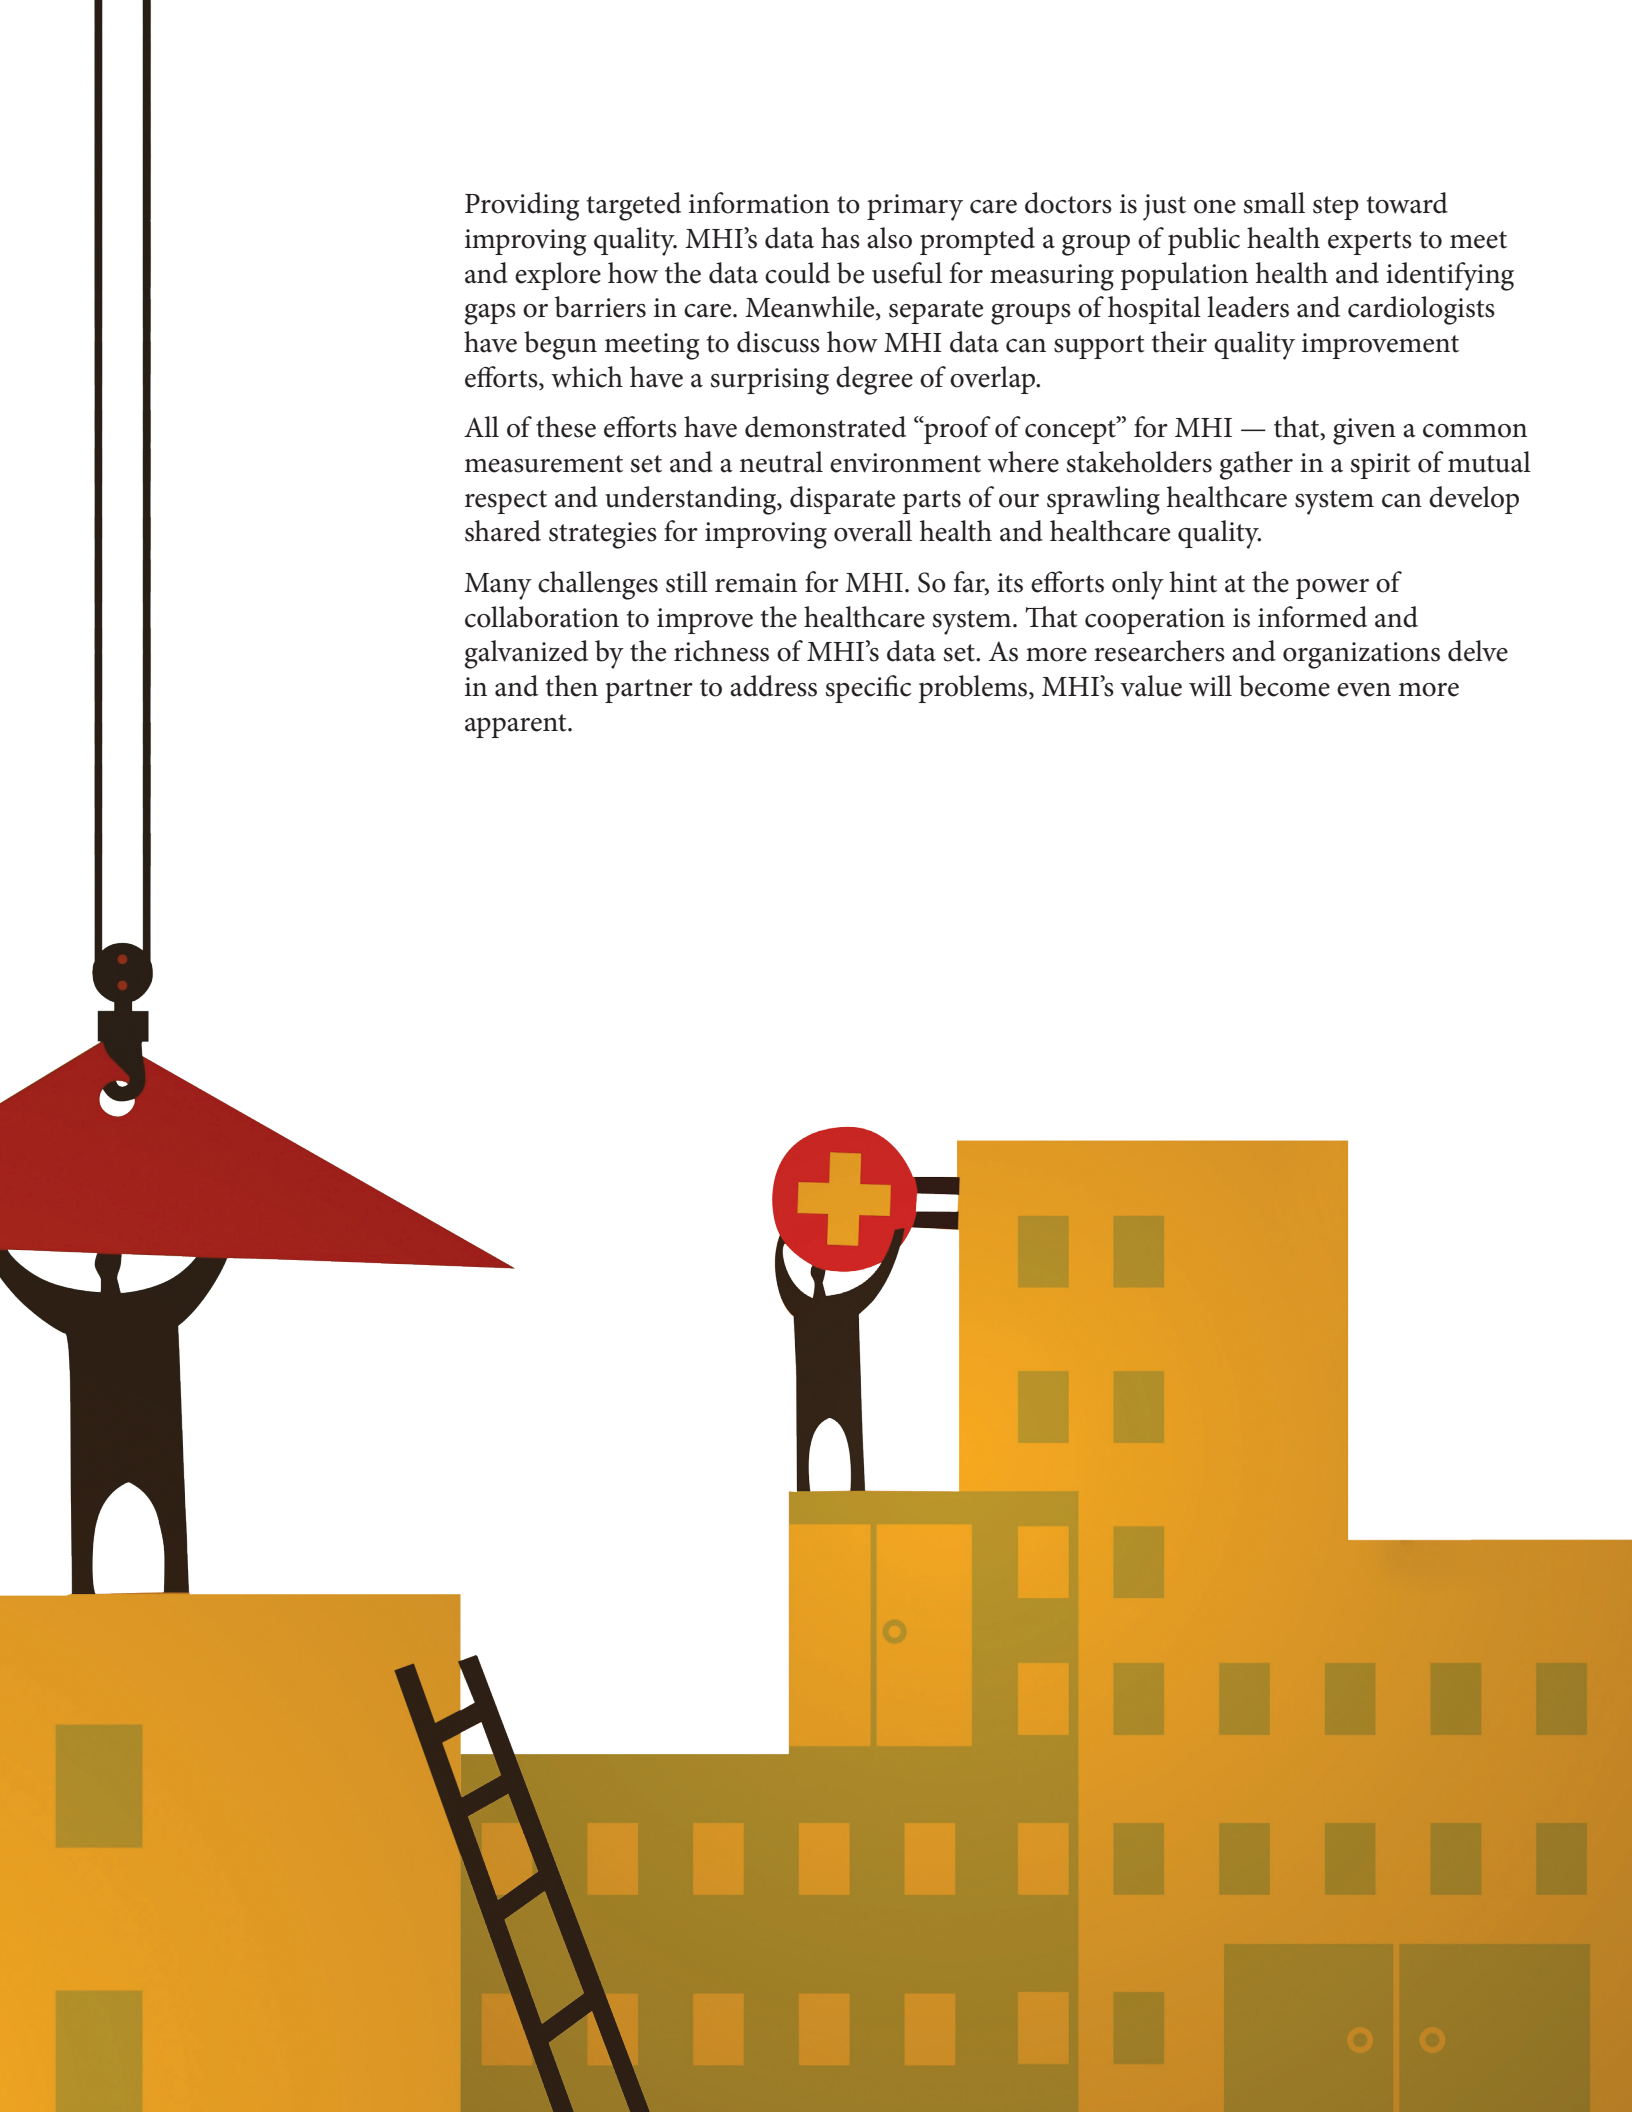 Providing targeted information to primary care doctors is just one small step toward
improving quality. MHI’s data has also prompted a group of public health experts to meet
and explore how the data could be useful for measuring population health and identifying
gaps or barriers in care. Meanwhile, separate groups of hospital leaders and cardiologists
have begun meeting to discuss how MHI data can support their quality improvement
efforts, which have a surprising degree of overlap.
All of these efforts have demonstrated “proof of concept” for MHI — that, given a common
measurement set and a neutral environment where stakeholders gather in a spirit of mutual
respect and understanding, disparate parts of our sprawling healthcare system can develop
shared strategies for improving overall health and healthcare quality.
Many challenges still remain for MHI. So far, its efforts only hint at the power of
collaboration to improve the healthcare system. That cooperation is informed and
galvanized by the richness of MHI’s data set. As more researchers and organizations delve
in and then partner to address specific problems, MHI’s value will become even more
apparent.